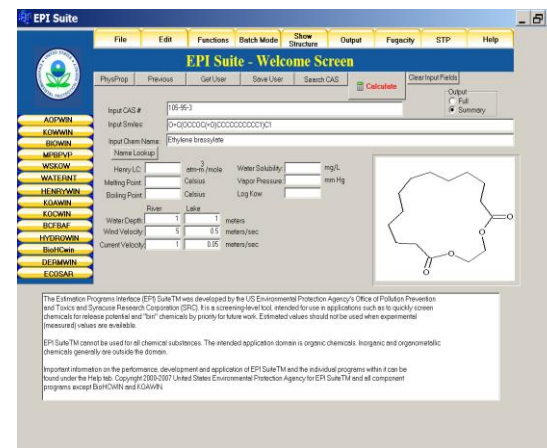 EPI Suite
File Edit Functions Batch Mode Show Structure Output Fugacity STP Help
EPI Suite - Welcome Screen
PhysProp Previous Get User Save User Search CAS Calculate Clear Input Fields
Output
Full
Summary
Input CAS # 105-95-3
Input Smiles: O=C(OCCOC(=O)CCCCCCCCCC1)C1
Input Chem Name: Ethylene brassylate
Name Lookup
Henry LC: atm-m3/mole Water Solubility: mg/L
Melting Point: Celsius Vapor Pressure: mm Hg
Boiling Point: Celsius Log Kow:
River Lake
Water Depth: 1 1 meters
Wind Velocity: 5 0.5 meters/sec
Current Velocity: 1 0.05 meters/sec
AOPWIN
KOWWIN
BIOWIN
MPBPVP
WSKOW
WATERNT
HENRYWIN
KOAWIN
KOCWIN
BCFBAF
HYDROWIN
BioHCwin
DERMWIN
ECOSAR
O
O
O
O
The Estimation Programs Interface (EPI) SuiteTM was developed by the US Environmental Protection Agency's Office of Pollution Prevention
and Toxics and Syracuse Research Corporation (SRC). It is a screening-level tool, intended for use in applications such as to quickly screen
chemicals for release potential and "bin" chemicals by priority for future work. Estimated values should not be used when experimental
(measured) values are available.
EPI SuiteTM cannot be used for all chemical substances. The intended application domain is organic chemicals. Inorganic and organometallic
chemicals generally are outside the domain.
Important information on the performance, development and application of EPI SuiteTM and the individual programs within it can be
found under the Help tab. Copyright 2000-2007 United States Environmental Protection Agency for EPI SuiteTM and all component
programs except BioHCWIN and KOAWIN.